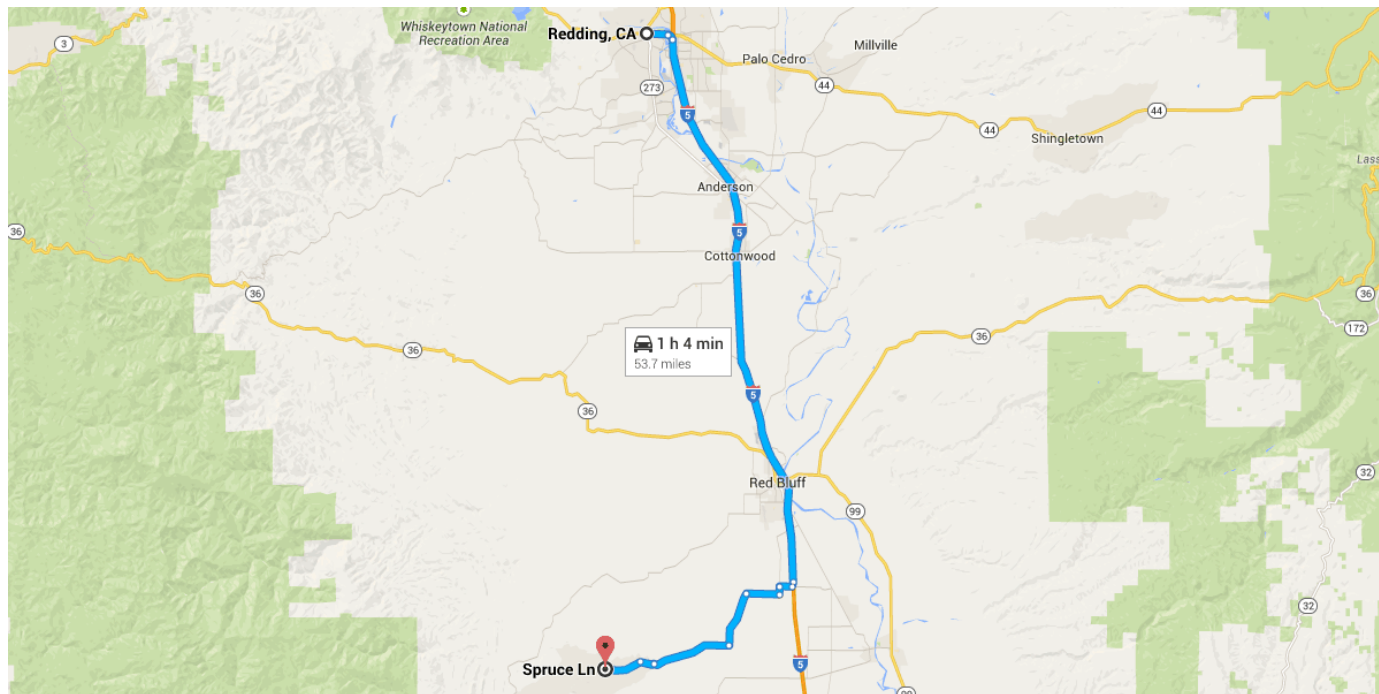 Whiskeytown National
Recreation Area
3
Redding, CA
Millville
Palo Cedro
273
44
5
44
44
Shingletown
Lass
Anderson
36
5
Cottonwood
36
36
172
1 h 4 min
53.7 miles
36
36
5
36
32
Red Bluff
99
32
Spruce Ln
5
99